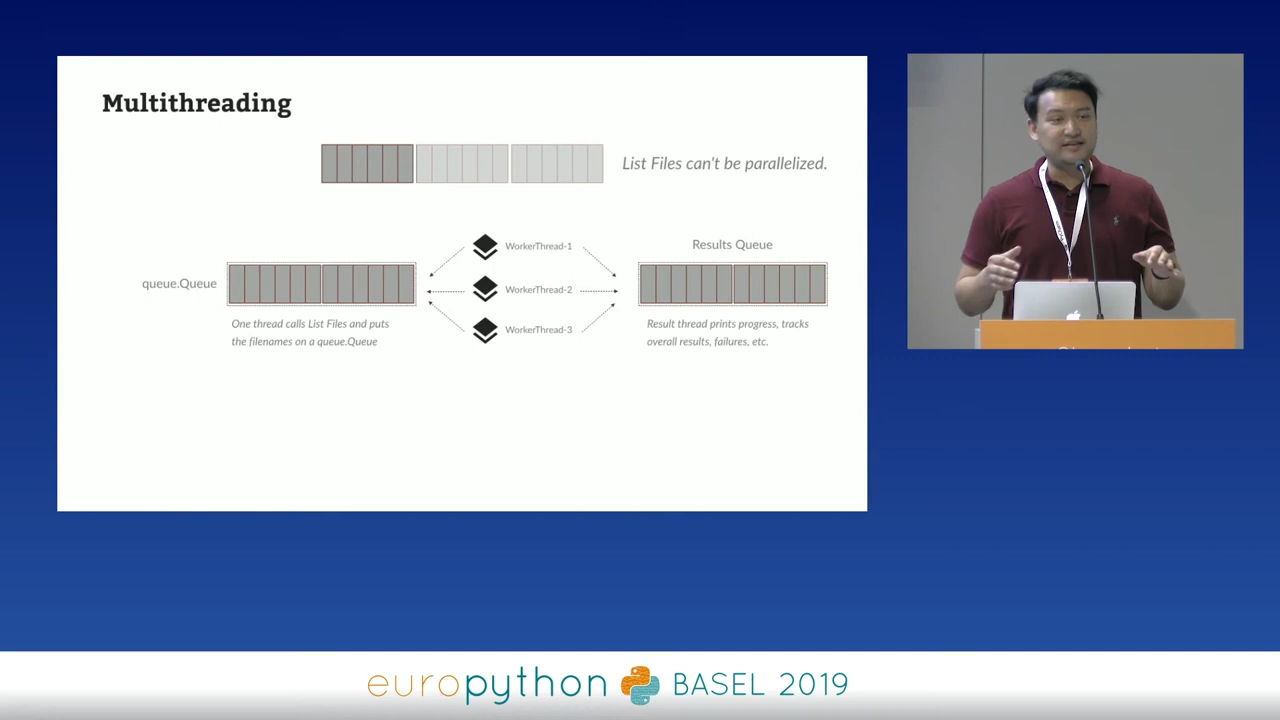 Multithreading
List Files can't be parallelized.
queue.Queue
One thread calls List Files and puts
the filenames on a queue.Queue
WorkerThread-1
WorkerThread-2
WorkerThread-3
Results Queue
Result thread prints progress, tracks
overall results, failures, etc.
europython BASEL 2019